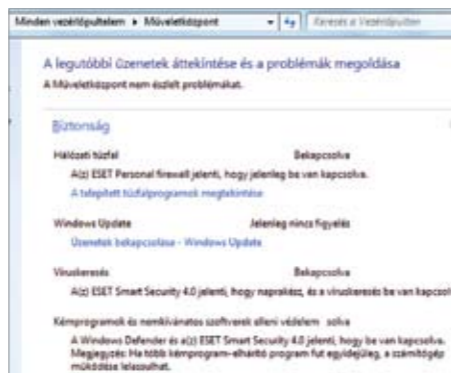 Minden vezérlőpultelem ▸ Műveletközpont
Keresés a Vezérlőpulton
A legutóbbi üzenetek áttekintése és a problémák megoldása
A Műveletközpont nem észlelt problémákat.
Biztonság
Hálózati tűzfal Bekapcsolva
A(z) ESET Personal firewall jelenti, hogy jelenleg be van kapcsolva.
A telepített tűzfalprogramok megtekintése
Windows Update Jelenleg nincs figyelés
Üzenetek bekapcsolása - Windows Update
Víruskeresés Bekapcsolva
A(z) ESET Smart Security 4.0 jelenti, hogy naprakész, és a víruskeresés be van kapcsol
Kémprogramok és nemkívánatos szoftverek elleni védelem solva
A Windows Defender és a(z) ESET Smart Security 4.0 jelenti, hogy be van kapcsolva.
Megjegyzés: Ha több kémprogram-elhárító program fut egyidejűleg, a számítógép
működése lelassulhat.